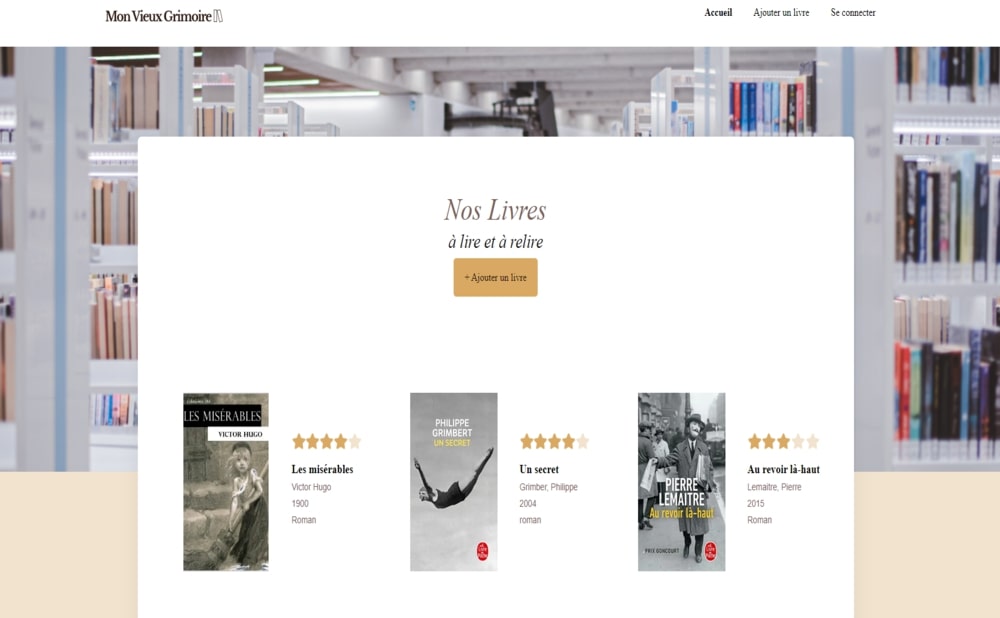 Mon Vieux Grimoire
Accueil
Ajouter un livre
Se connecter
Nos Livres
à lire et à relire
+ Ajouter un livre
LES MISÉRABLES
VICTOR HUGO
Les misérables
Victor Hugo
1900
Roman
PHILIPPE
GRIMBERT
UN SECRET
Un secret
Grimber, Philippe
2004
roman
PIERRE
LEMAITRE
Au revoir là-haut
PRIX GONCOURT
Au revoir là-haut
Lemaitre, Pierre
2015
Roman